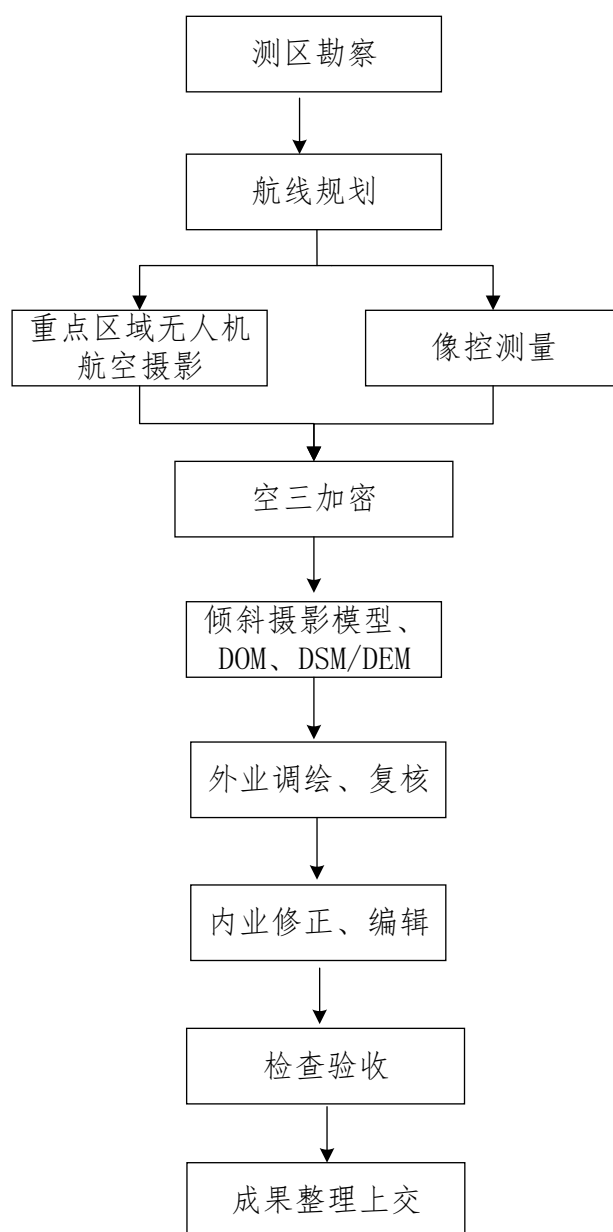 测区勘察
航线规划
重点区域无人机
航空摄影
像控测量
空三加密
倾斜摄影模型、
DOM、DSM/DEM
外业调绘、复核
内业修正、编辑
检查验收
成果整理上交